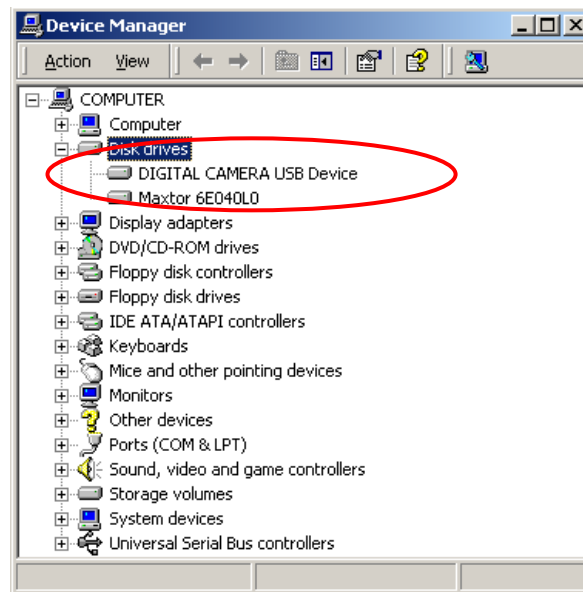 Device Manager
Action View
COMPUTER
Computer
Disk drives
DIGITAL CAMERA USB Device
Maxtor 6E040L0
Display adapters
DVD/CD-ROM drives
Floppy disk controllers
Floppy disk drives
IDE ATA/ATAPI controllers
Keyboards
Mice and other pointing devices
Monitors
Other devices
Ports (COM & LPT)
Sound, video and game controllers
Storage volumes
System devices
Universal Serial Bus controllers